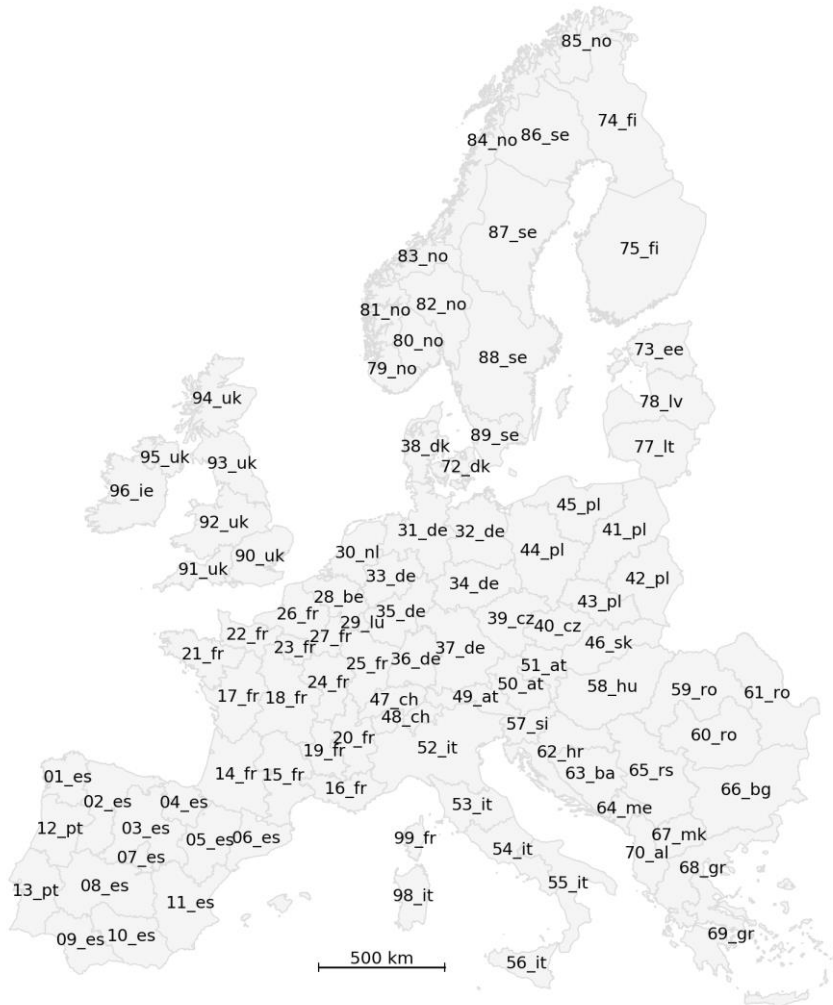 85_no
74_fi
84_no
86_se
87_se
75_fi
83_no
82_no
81_no
80_no
79_no
88_se
73_ee
78_lv
77_lt
94_uk
89_se
38_dk
72_dk
95_uk
93_uk
96_ie
92_uk
90_uk
91_uk
45_pl
41_pl
44_pl
42_pl
43_pl
31_de
32_de
30_nl
33_de
34_de
28_be
35_de
29_lu
26_fr
27_fr
22_fr
23_fr
21_fr
25_fr
36_de
37_de
39_cz
40_cz
46_sk
51_at
50_at
49_at
58_hu
59_ro
61_ro
60_ro
24_fr
17_fr
18_fr
47_ch
48_ch
57_si
20_fr
19_fr
52_it
62_hr
63_ba
65_rs
66_bg
14_fr
15_fr
16_fr
64_me
01_es
02_es
04_es
12_pt
03_es
05_es
06_es
07_es
53_it
67_mk
70_al
68_gr
99_fr
54_it
55_it
98_it
13_pt
08_es
11_es
09_es
10_es
69_gr
56_it
500 km